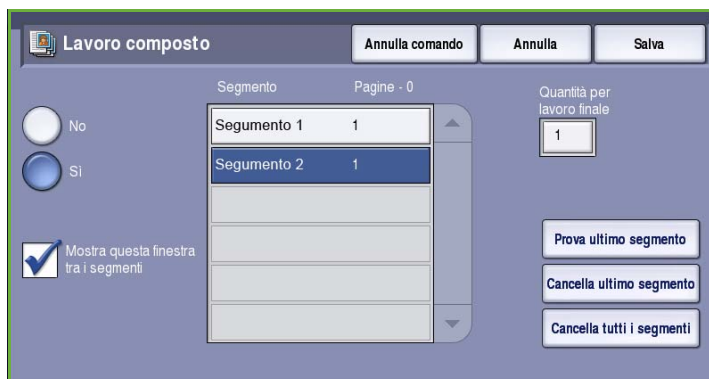 Lavoro composto
Annulla comando
Annulla
Salva
Segmento Pagine - 0
No
Sì
Segumento 1 1
Segumento 2 1
Mostra questa finestra
tra i segmenti
Quantità per
lavoro finale
1
Prova ultimo segmento
Cancella ultimo segmento
Cancella tutti i segmenti